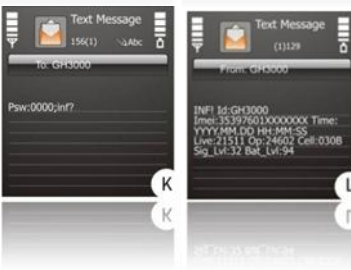 Text Message
156(1) Abc
To: GH3000
Psw:0000;inf?
K
Text Message
(1)129
From: GH3000
INF! Id:GH3000
Imei:35397601XXXXXXX Time:
YYYY.MM.DD HH:MM:SS
Live:21511 Op:24602 Cell:030B
Sig_Lvl:32 Bat_Lvl:94
L